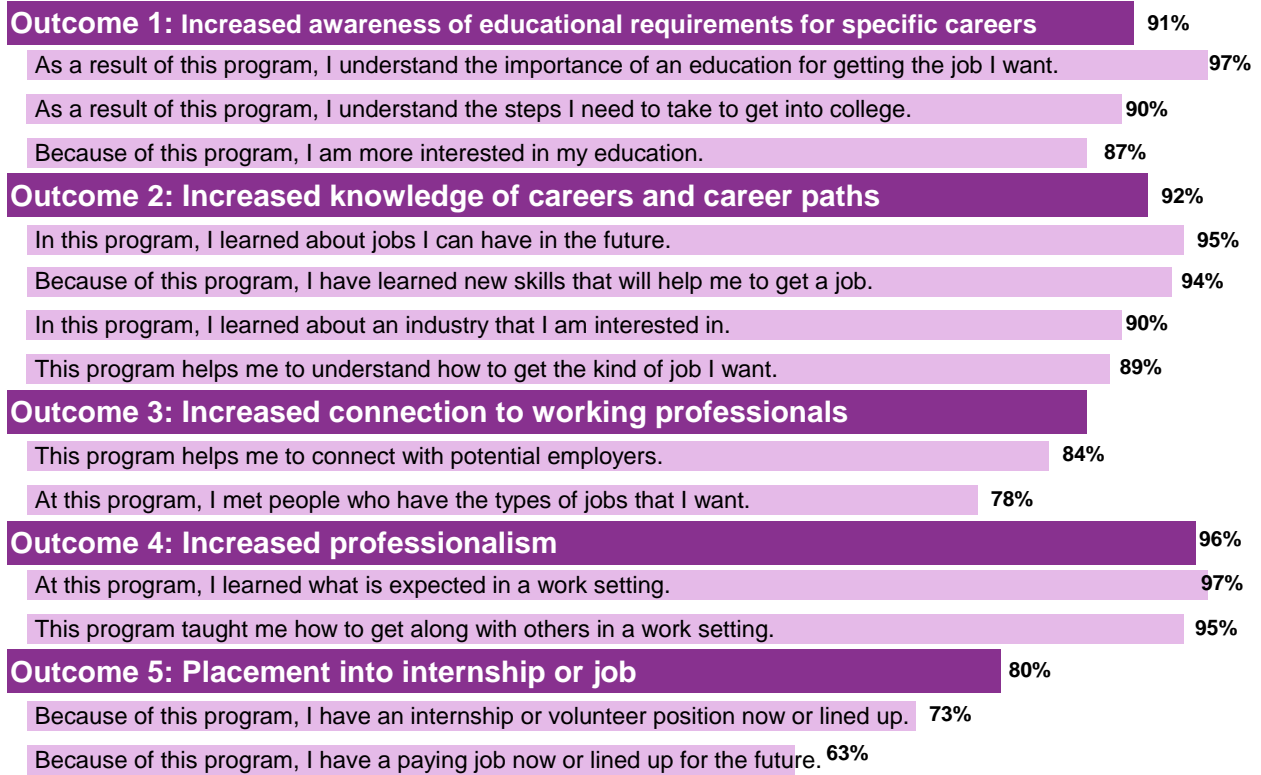 Outcome 1: Increased awareness of educational requirements for specific careers 91%
As a result of this program, I understand the importance of an education for getting the job I want. 97%
As a result of this program, I understand the steps I need to take to get into college. 90%
Because of this program, I am more interested in my education. 87%
Outcome 2: Increased knowledge of careers and career paths 92%
In this program, I learned about jobs I can have in the future. 95%
Because of this program, I have learned new skills that will help me to get a job. 94%
In this program, I learned about an industry that I am interested in. 90%
This program helps me to understand how to get the kind of job I want. 89%
Outcome 3: Increased connection to working professionals
This program helps me to connect with potential employers. 84%
At this program, I met people who have the types of jobs that I want. 78%
Outcome 4: Increased professionalism 96%
At this program, I learned what is expected in a work setting. 97%
This program taught me how to get along with others in a work setting. 95%
Outcome 5: Placement into internship or job 80%
Because of this program, I have an internship or volunteer position now or lined up. 73%
Because of this program, I have a paying job now or lined up for the future. 63%